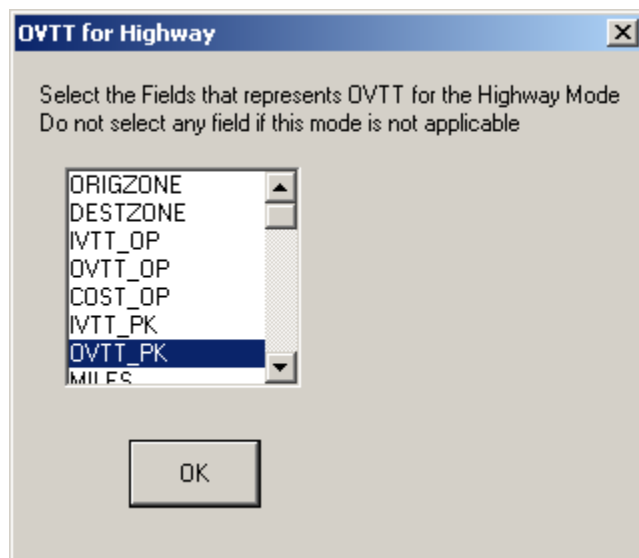 OVTT for Highway
Select the Fields that represents OVTT for the Highway Mode
Do not select any field if this mode is not applicable
ORIGZONE
DESTZONE
IVTT_OP
OVTT_OP
COST_OP
IVTT_PK
OVTT_PK
MILES
OK